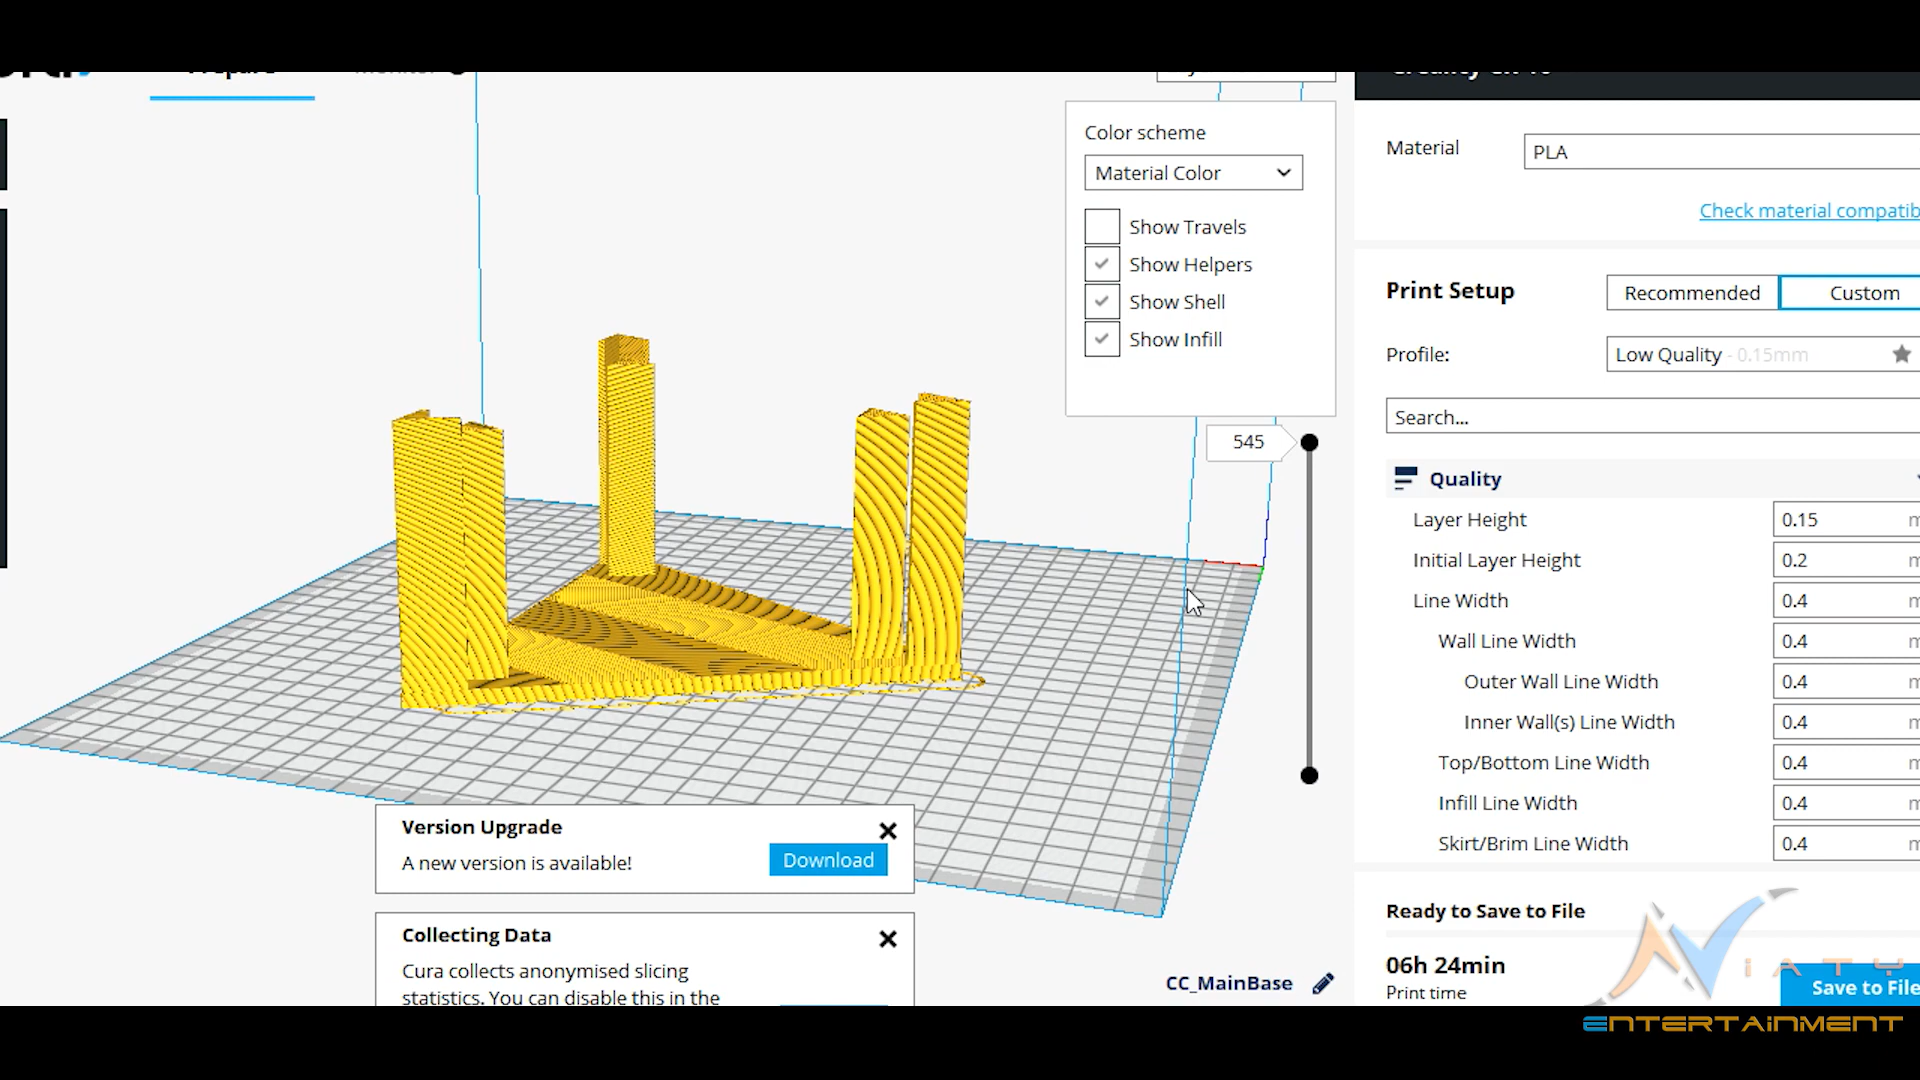 Prepare
Color scheme
Material Color
Show Travels
Show Helpers
Show Shell
Show Infill
545
Material
PLA
Check material compatib
Print Setup
Recommended
Custom
Profile:
Low Quality - 0.15mm
Search...
Quality
Layer Height
0.15
Initial Layer Height
0.2
Line Width
0.4
Wall Line Width
0.4
Outer Wall Line Width
0.4
Inner Wall(s) Line Width
0.4
Top/Bottom Line Width
0.4
Infill Line Width
0.4
Skirt/Brim Line Width
0.4
Version Upgrade
A new version is available!
Download
Collecting Data
Cura collects anonymised slicing
statistics. You can disable this in the
CC_MainBase
Ready to Save to File
06h 24min
Print time
Save to File
ENTERTAiNMENT